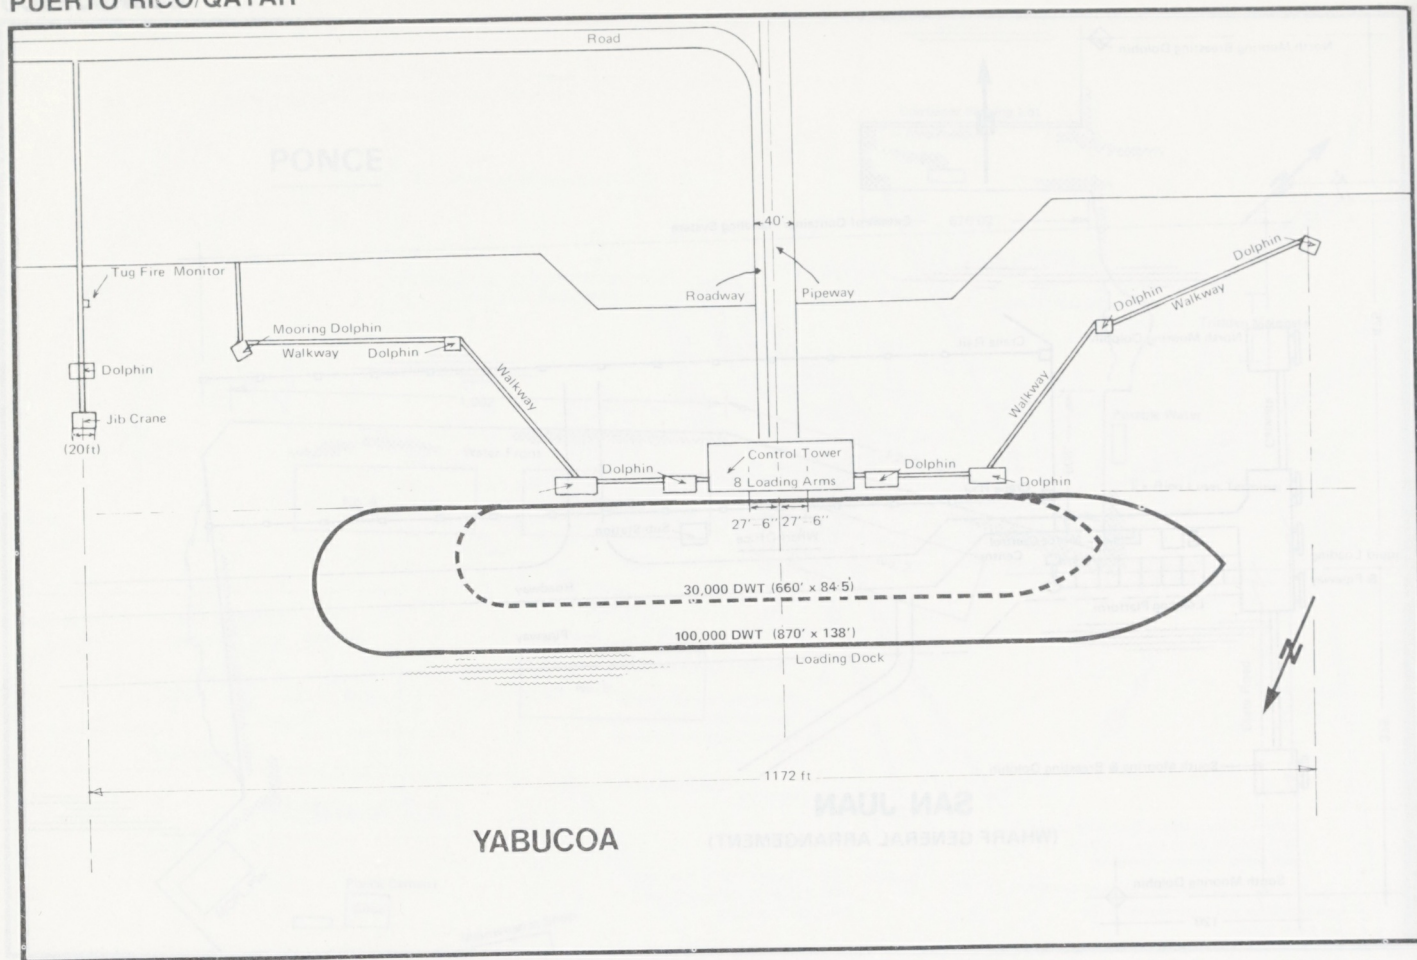 PUERTO RICO/QATAR
Road
40'
Dolphin
Tug Fire Monitor
Roadway
Pipeway
Dolphin
Walkway
Mooring Dolphin
Walkway
Dolphin
Dolphin
Walkway
Walkway
Jib Crane
(20ft)
Dolphin
Control Tower
Dolphin
8 Loading Arms
Dolphin
27'-6" 27'-6"
30,000 DWT (660' x 84·5')
100,000 DWT (870' x 138')
Loading Dock
N
1172 ft
YABUCOA
PONCE
SAN JUAN
(WHARF GENERAL ARRANGEMENT)